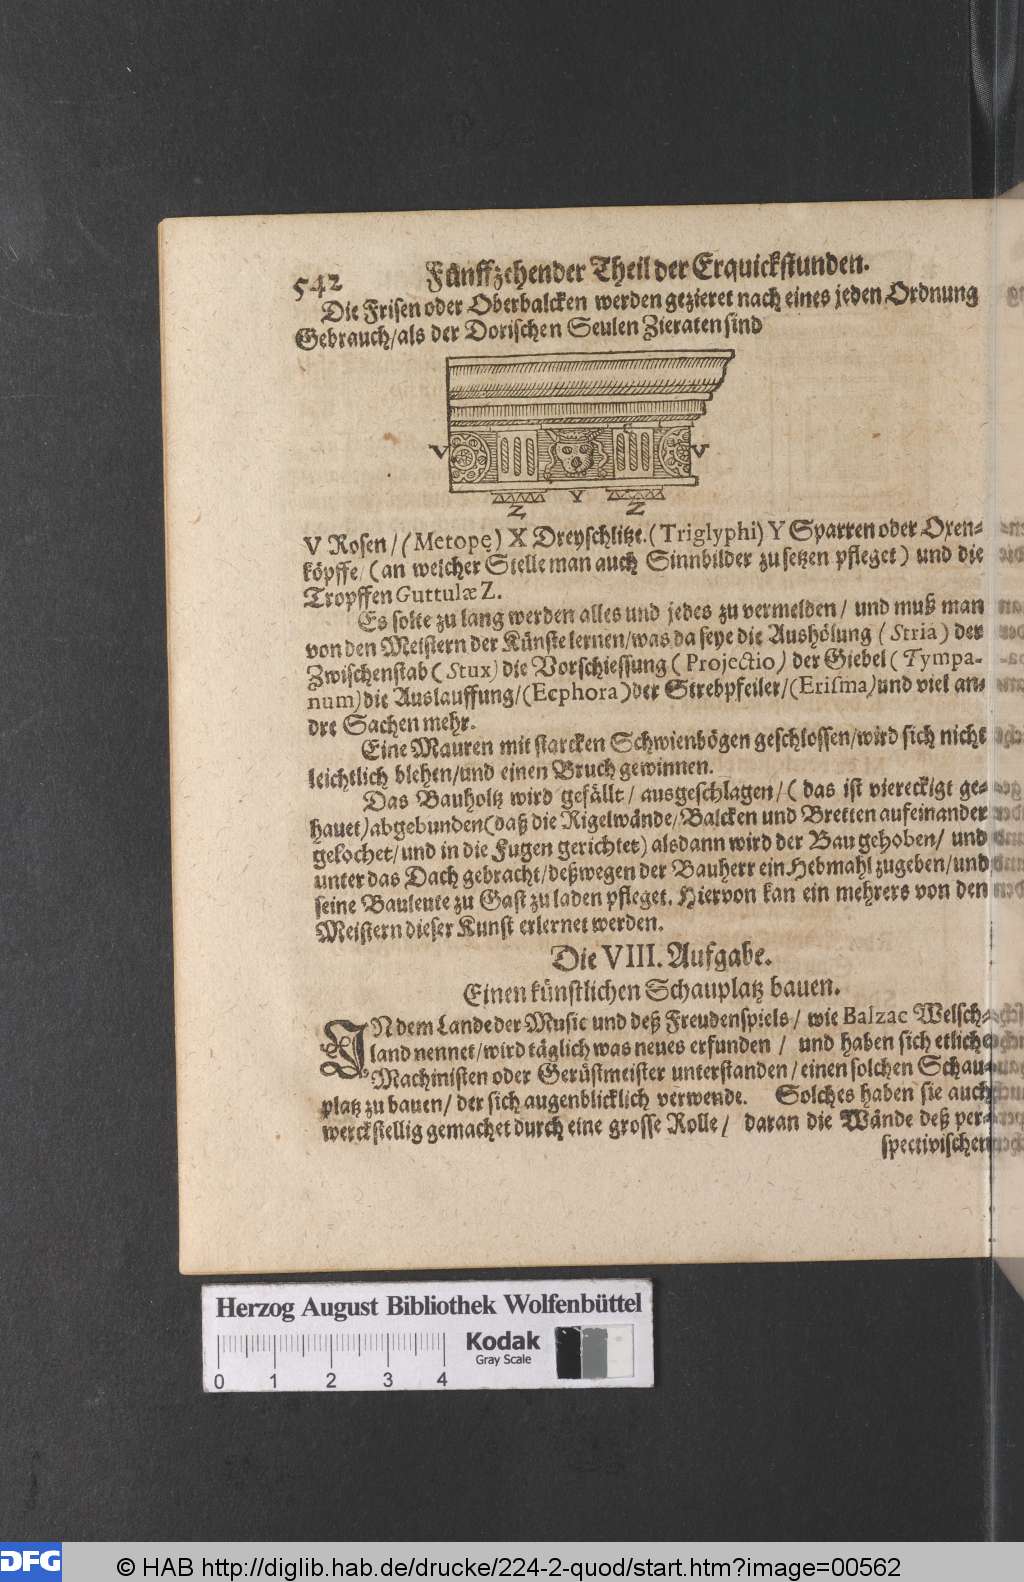 542 Fünffzehender Theil der Erquickstunden.
Die Frisen oder Oberbalcken werden gezieret nach eines jeden Ordnung
Gebrauch/als der Dorischen Seulen Zieraten sind
V V
Y
Z Z
V Rosen/(Metopę) X Dreyschlitze.(Triglyphi) Y Sparren oder Oxen-
köpffe/(an welcher Stelle man auch Sinnbilder zu setzen pfleget) und die
Tropffen Guttulæ Z.
Es solte zu lang werden alles und jedes zu vermelden/ und muß man
von den Meistern der Künste lernen/was da seye die Aushölung (Stria) der
Zwischenstab (Stux) die Vorschiessung (Projectio) der Giebel (Tympa-
num) die Auslauffung/(Ecphora) der Strebpfeiler/(Erisma) und viel an-
dre Sachen mehr.
Eine Mauren mit starcken Schwienbögen geschlossen/wird sich nicht
leichtlich blehen/und einen Bruch gewinnen.
Das Bauholtz wird gefällt/ ausgeschlagen/( das ist viereckigt ge-
hauet) abgebunden (daß die Rigelwände/Balcken und Bretten aufeinander
gelochet/und in die Fugen gerichtet) alsdann wird der Bau gehoben/ und
unter das Dach gebracht/deßwegen der Bauherr ein Hebmahl zugeben/und
seine Bauleute zu Gast zu laden pfleget. Hiervon kan ein mehrers von den
Meistern dieser Kunst erlernet werden.
Die VIII. Aufgabe.
Einen künstlichen Schauplatz bauen.
IN dem Lande der Music und deß Freudenspiels/ wie Balzac Welsch-
land nennet/wird täglich was neues erfunden / und haben sich etliche
Machinisten oder Gerüstmeister unterstanden/einen solchen Schau-
platz zu bauen/ der sich augenblicklich verwende. Solches haben sie auch
werckstellig gemachet durch eine grosse Rolle/ daran die Wände deß per-
spectivischen
Herzog August Bibliothek Wolfenbüttel
Kodak
Gray Scale
0 1 2 3 4
DFG © HAB http://diglib.hab.de/drucke/224-2-quod/start.htm?image=00562